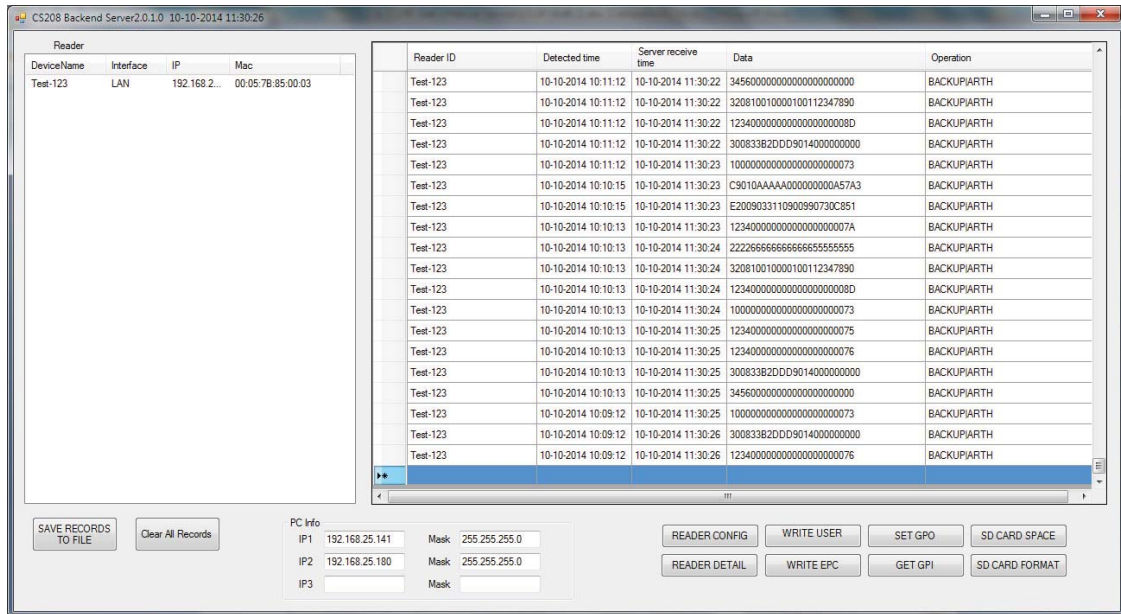 CS208 Backend Server2.0.1.0 10-10-2014 11:30:26
Reader
DeviceName Interface IP Mac
Test-123 LAN 192.168.2... 00:05:7B:85:00:03
Reader ID Detected time Server receive time Data Operation
Test-123 10-10-2014 10:11:12 10-10-2014 11:30:22 345600000000000000000000 BACKUP|ARTH
Test-123 10-10-2014 10:11:12 10-10-2014 11:30:22 320810010000100112347890 BACKUP|ARTH
Test-123 10-10-2014 10:11:12 10-10-2014 11:30:22 12340000000000000000008D BACKUP|ARTH
Test-123 10-10-2014 10:11:12 10-10-2014 11:30:22 300833B2DDD9014000000000 BACKUP|ARTH
Test-123 10-10-2014 10:11:12 10-10-2014 11:30:23 100000000000000000000073 BACKUP|ARTH
Test-123 10-10-2014 10:10:15 10-10-2014 11:30:23 C9010AAAAA000000000A57A3 BACKUP|ARTH
Test-123 10-10-2014 10:10:15 10-10-2014 11:30:23 E2009033110900990730C851 BACKUP|ARTH
Test-123 10-10-2014 10:10:13 10-10-2014 11:30:23 12340000000000000000007A BACKUP|ARTH
Test-123 10-10-2014 10:10:13 10-10-2014 11:30:24 222266666666666655555555 BACKUP|ARTH
Test-123 10-10-2014 10:10:13 10-10-2014 11:30:24 320810010000100112347890 BACKUP|ARTH
Test-123 10-10-2014 10:10:13 10-10-2014 11:30:24 12340000000000000000008D BACKUP|ARTH
Test-123 10-10-2014 10:10:13 10-10-2014 11:30:24 100000000000000000000073 BACKUP|ARTH
Test-123 10-10-2014 10:10:13 10-10-2014 11:30:25 123400000000000000000075 BACKUP|ARTH
Test-123 10-10-2014 10:10:13 10-10-2014 11:30:25 123400000000000000000076 BACKUP|ARTH
Test-123 10-10-2014 10:10:13 10-10-2014 11:30:25 300833B2DDD9014000000000 BACKUP|ARTH
Test-123 10-10-2014 10:10:13 10-10-2014 11:30:25 345600000000000000000000 BACKUP|ARTH
Test-123 10-10-2014 10:09:12 10-10-2014 11:30:25 100000000000000000000073 BACKUP|ARTH
Test-123 10-10-2014 10:09:12 10-10-2014 11:30:26 300833B2DDD9014000000000 BACKUP|ARTH
Test-123 10-10-2014 10:09:12 10-10-2014 11:30:26 123400000000000000000076 BACKUP|ARTH
SAVE RECORDS TO FILE Clear All Records
PC Info
IP1 192.168.25.141 Mask 255.255.255.0
IP2 192.168.25.180 Mask 255.255.255.0
IP3 Mask
READER CONFIG WRITE USER SET GPO SD CARD SPACE
READER DETAIL WRITE EPC GET GPI SD CARD FORMAT